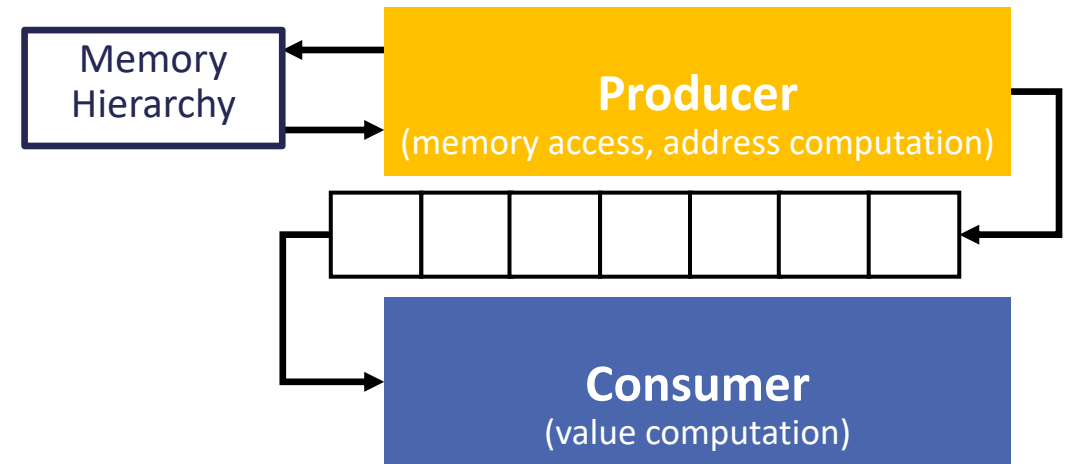 Memory
Hierarchy
Producer
(memory access, address computation)
Consumer
(value computation)